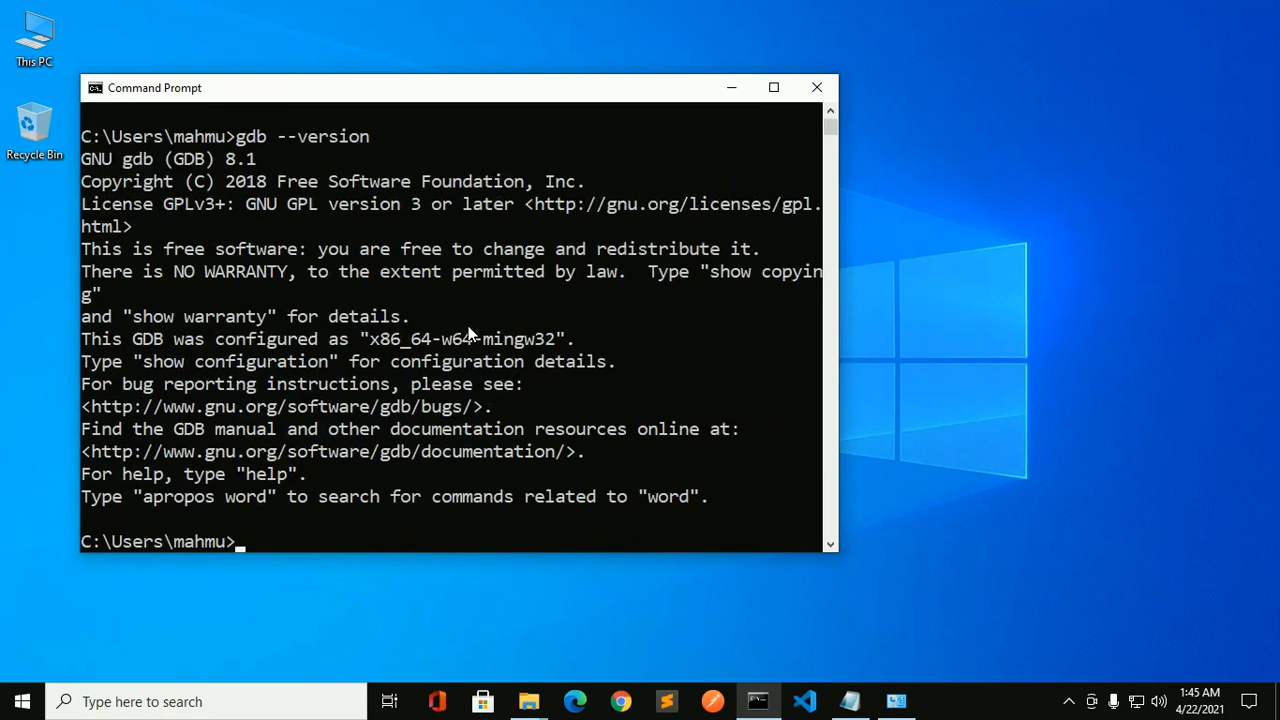 This PC
Recycle Bin
Command Prompt
C:\Users\mahmu>gdb --version
GNU gdb (GDB) 8.1
Copyright (C) 2018 Free Software Foundation, Inc.
License GPLv3+: GNU GPL version 3 or later <http://gnu.org/licenses/gpl.
html>
This is free software: you are free to change and redistribute it.
There is NO WARRANTY, to the extent permitted by law.  Type "show copyin
g"
and "show warranty" for details.
This GDB was configured as "x86_64-w64-mingw32".
Type "show configuration" for configuration details.
For bug reporting instructions, please see:
<http://www.gnu.org/software/gdb/bugs/>.
Find the GDB manual and other documentation resources online at:
<http://www.gnu.org/software/gdb/documentation/>.
For help, type "help".
Type "apropos word" to search for commands related to "word".
C:\Users\mahmu>
Type here to search
1:45 AM
4/22/2021